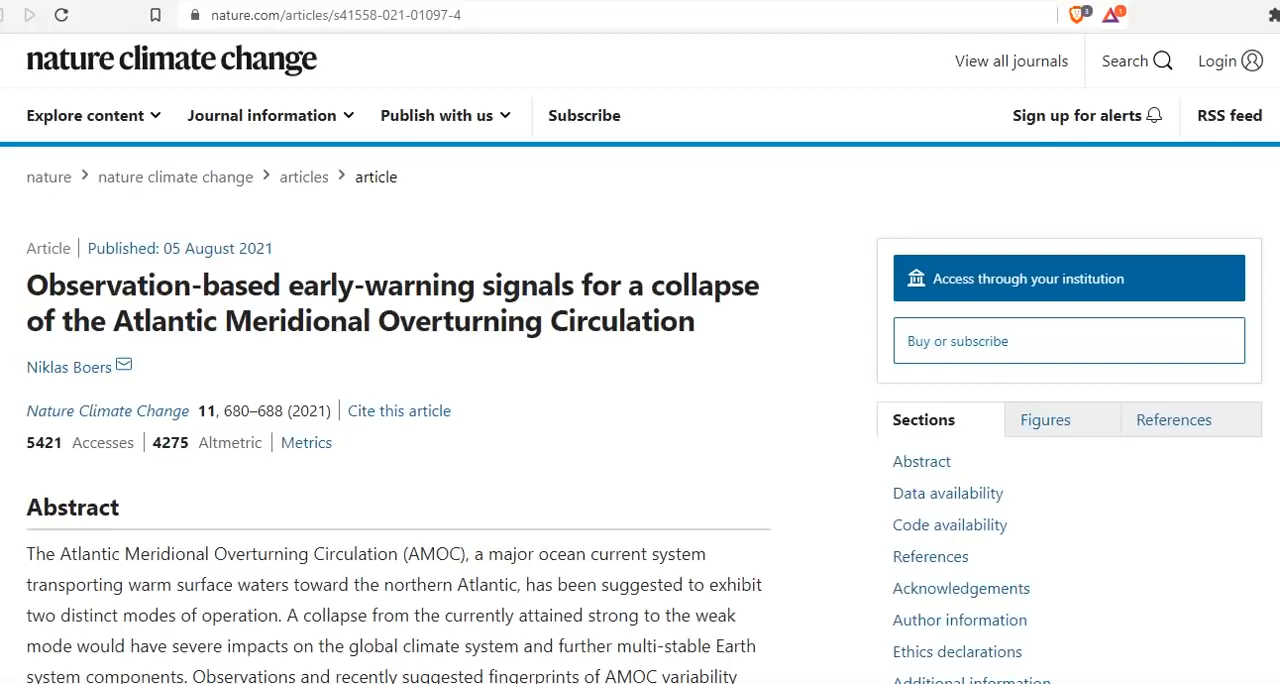 nature.com/articles/s41558-021-01097-4
3
1
nature climate change
View all journals
Search
Login
Explore content
Journal information
Publish with us
Subscribe
Sign up for alerts
RSS feed
nature > nature climate change > articles > article
Article | Published: 05 August 2021
Observation-based early-warning signals for a collapse
of the Atlantic Meridional Overturning Circulation
Niklas Boers
Nature Climate Change 11, 680–688 (2021) | Cite this article
5421 Accesses | 4275 Altmetric | Metrics
Abstract
The Atlantic Meridional Overturning Circulation (AMOC), a major ocean current system
transporting warm surface waters toward the northern Atlantic, has been suggested to exhibit
two distinct modes of operation. A collapse from the currently attained strong to the weak
mode would have severe impacts on the global climate system and further multi-stable Earth
system components. Observations and recently suggested fingerprints of AMOC variability
Access through your institution
Buy or subscribe
Sections
Figures
References
Abstract
Data availability
Code availability
References
Acknowledgements
Author information
Ethics declarations
Additional information